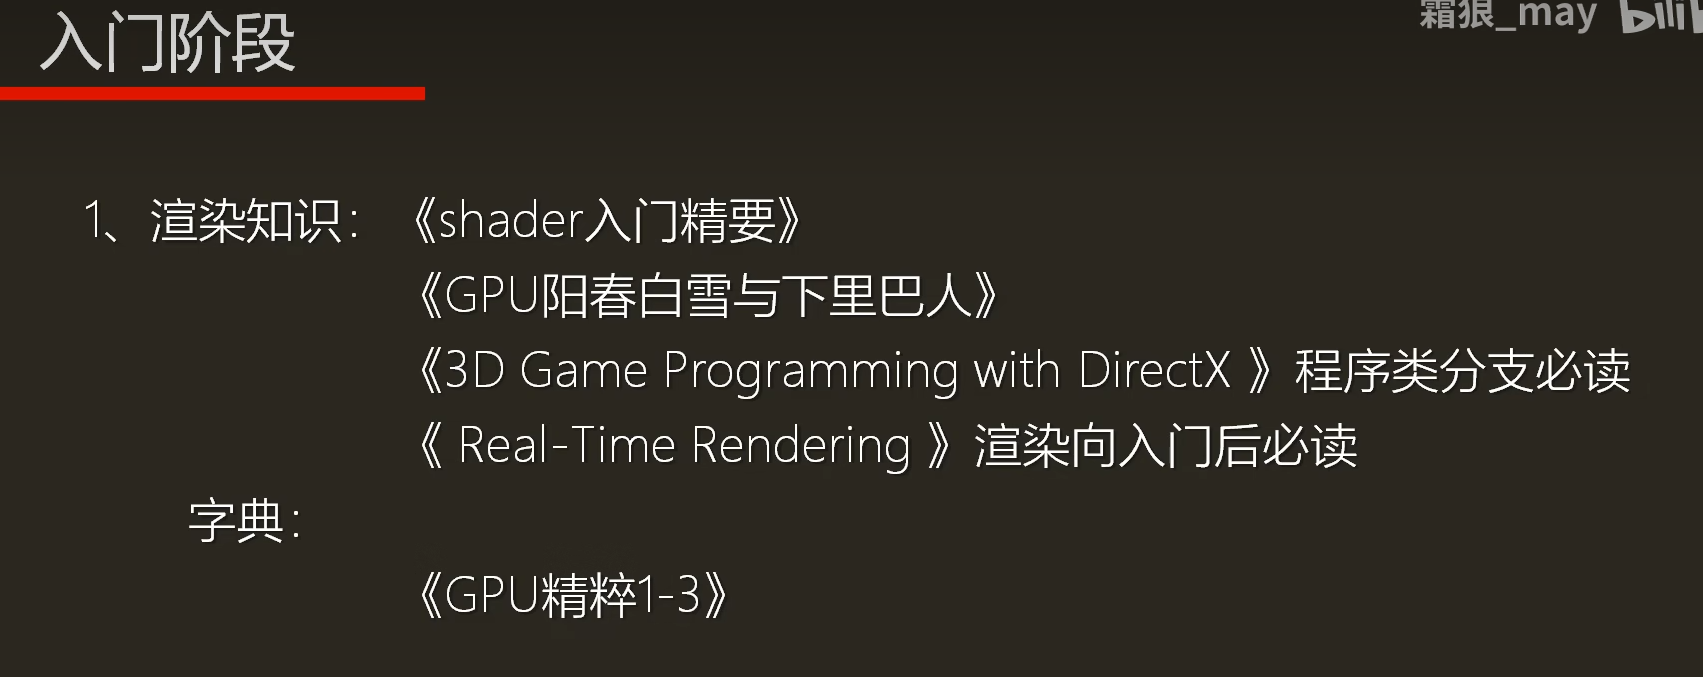 霜狼_may bilib
入门阶段
1、渲染知识：《shader入门精要》
《GPU阳春白雪与下里巴人》
《3D Game Programming with DirectX 》程序类分支必读
《 Real-Time Rendering 》渲染向入门后必读
字典：
《GPU精粹1-3》